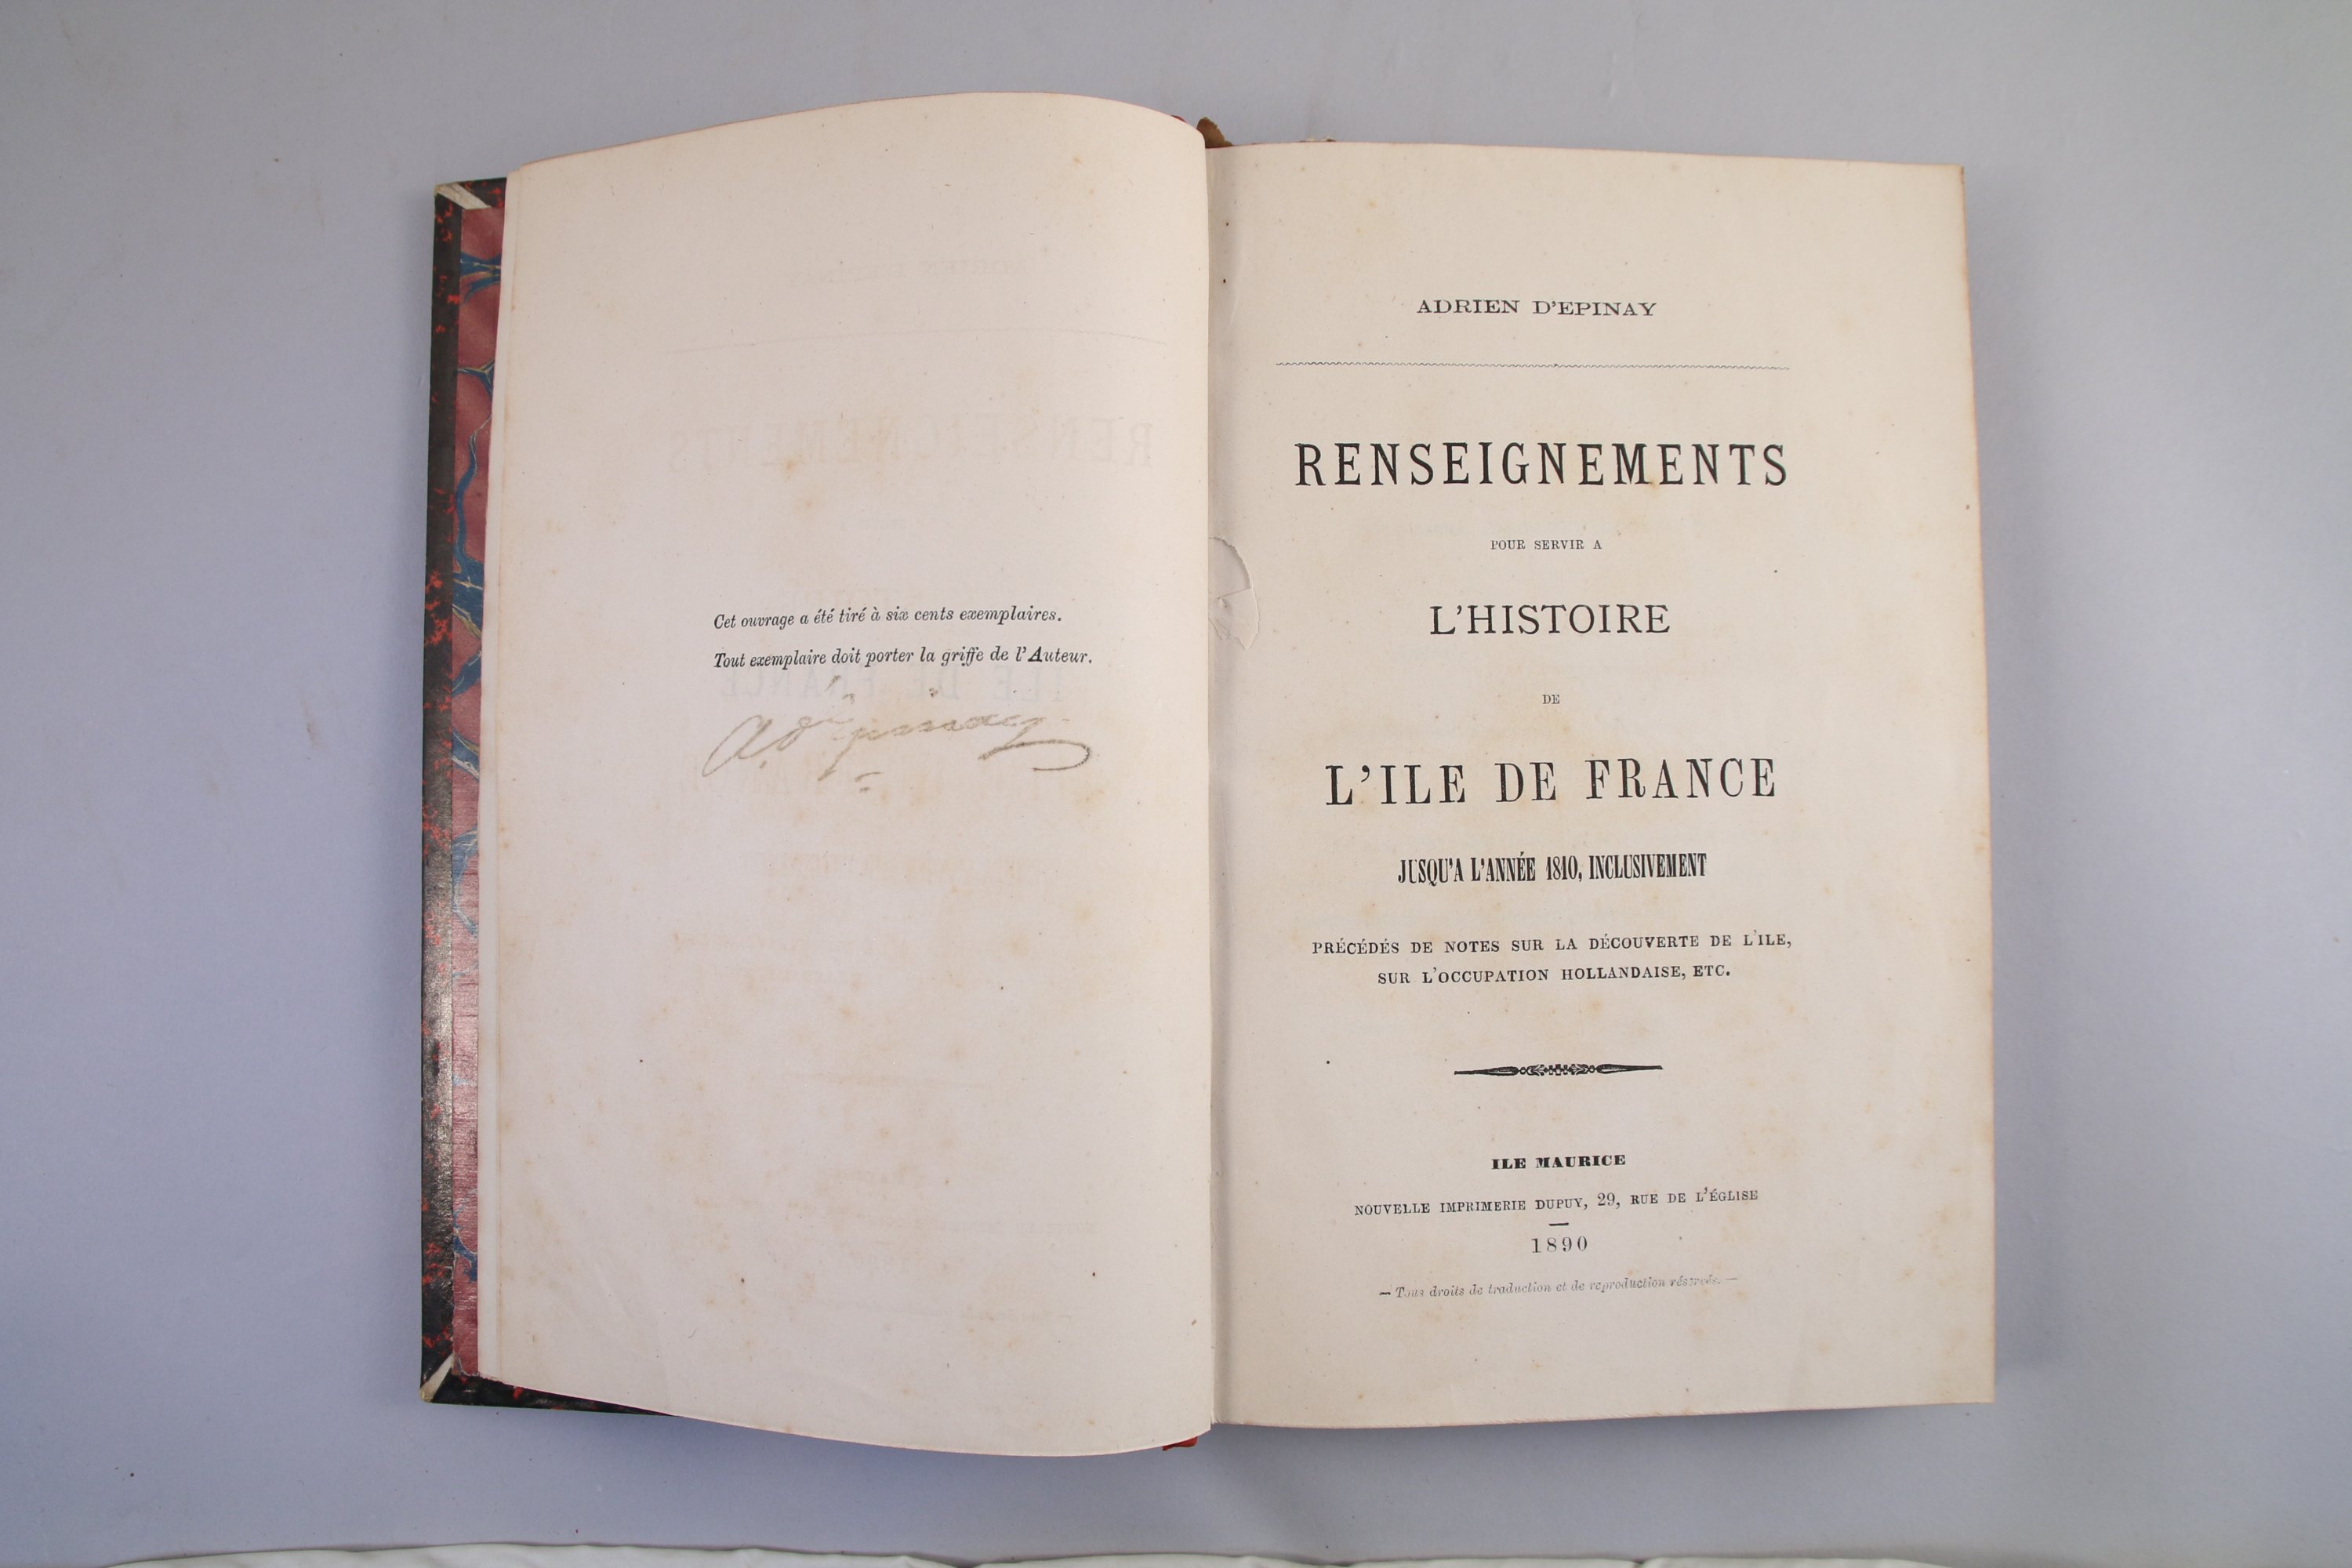 Cet ouvrage a été tiré à six cents exemplaires.
Tout exemplaire doit porter la griffe de l'Auteur.
A. d'Epinay
ADRIEN D'EPINAY
RENSEIGNEMENTS
POUR SERVIR A
L'HISTOIRE
DE
L'ILE DE FRANCE
JUSQU'A L'ANNÉE 1810, INCLUSIVEMENT
PRÉCÉDÉS DE NOTES SUR LA DÉCOUVERTE DE L'ILE,
SUR L'OCCUPATION HOLLANDAISE, ETC.
ILE MAURICE
NOUVELLE IMPRIMERIE DUPUY, 29, RUE DE L'ÉGLISE
1890
— Tous droits de traduction et de reproduction —